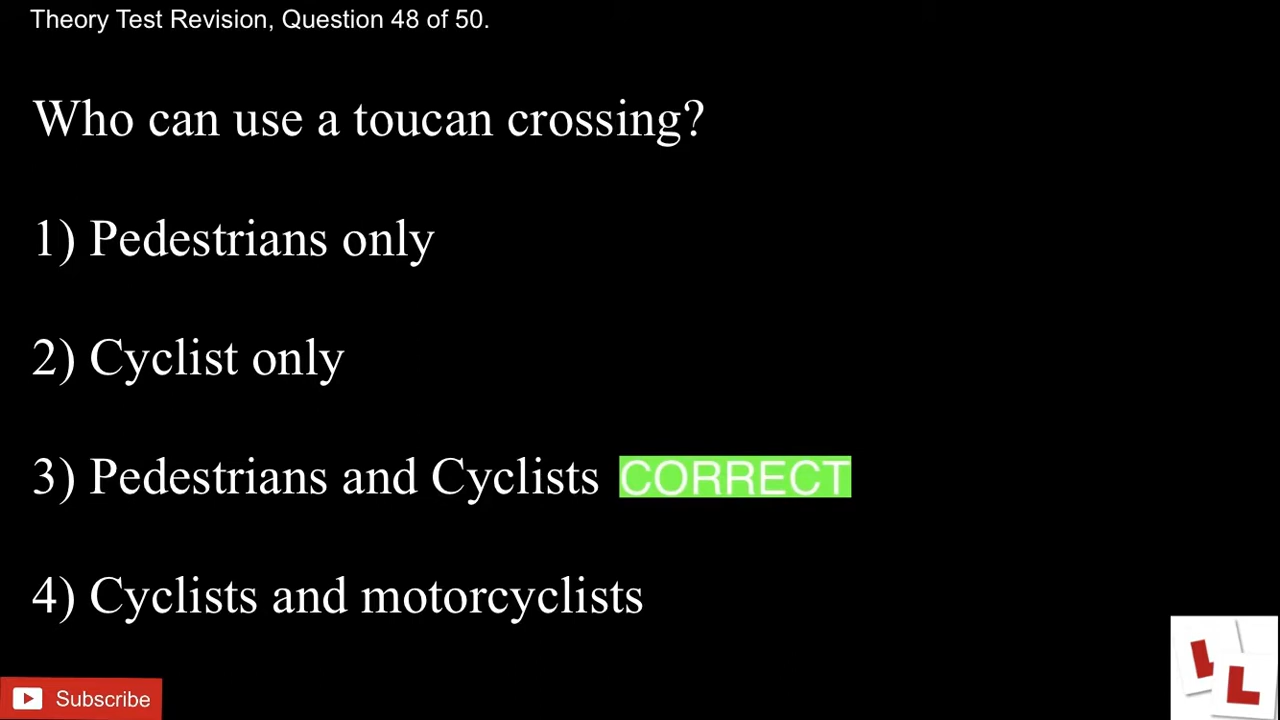 Theory Test Revision, Question 48 of 50.
Who can use a toucan crossing?
1) Pedestrians only
2) Cyclist only
3) Pedestrians and Cyclists CORRECT
4) Cyclists and motorcyclists
L L
Subscribe